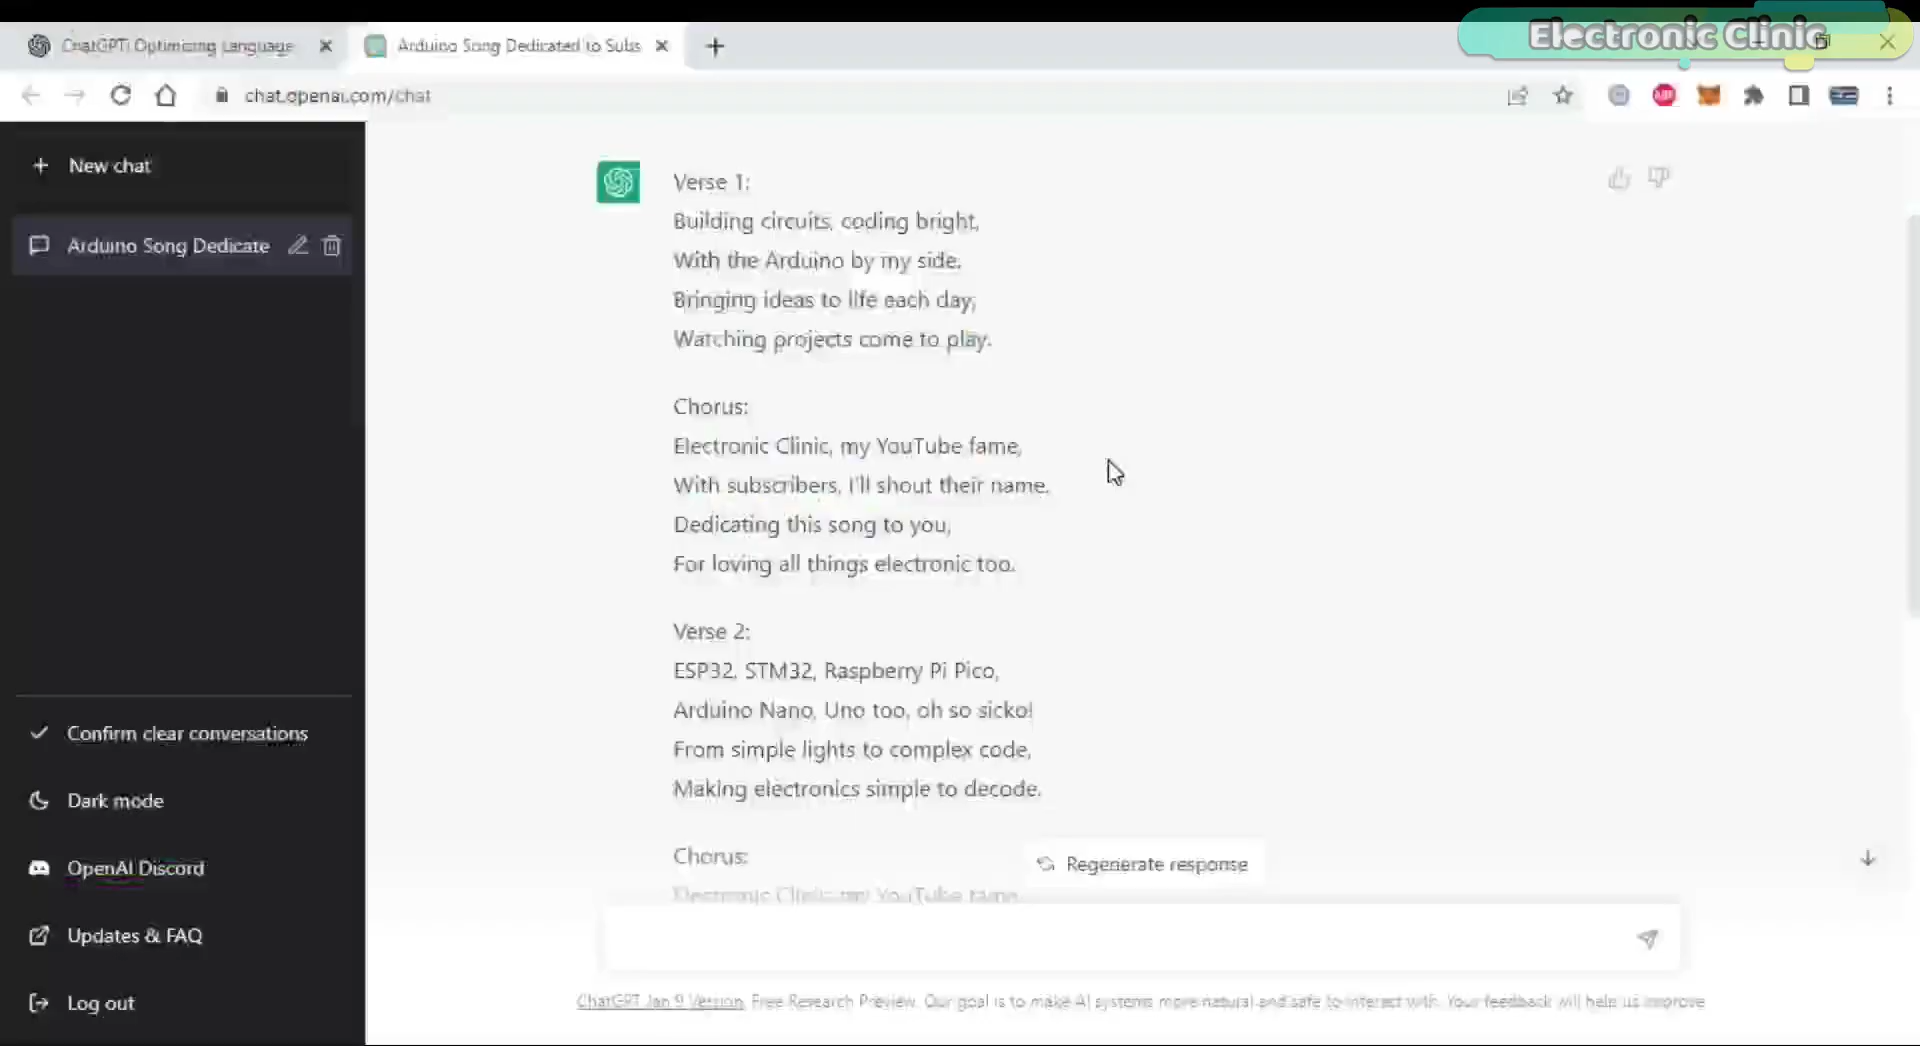 Electronic Clinic
ChatGPT: Optimizing Language
Arduino Song Dedicated to Subs
chat.openai.com/chat
New chat
Arduino Song Dedicate
Verse 1:
Building circuits, coding bright,
With the Arduino by my side.
Bringing ideas to life each day,
Watching projects come to play.
Chorus:
Electronic Clinic, my YouTube fame,
With subscribers, I'll shout their name.
Dedicating this song to you,
For loving all things electronic too.
Verse 2:
ESP32, STM32, Raspberry Pi Pico,
Arduino Nano, Uno too, oh so sicko!
From simple lights to complex code,
Making electronics simple to decode.
Chorus:
Electronic Clinic, my YouTube fame,
Regenerate response
Confirm clear conversations
Dark mode
OpenAI Discord
Updates & FAQ
Log out
ChatGPT Jan 9 Version. Free Research Preview. Our goal is to make AI systems more natural and safe to interact with. Your feedback will help us improve